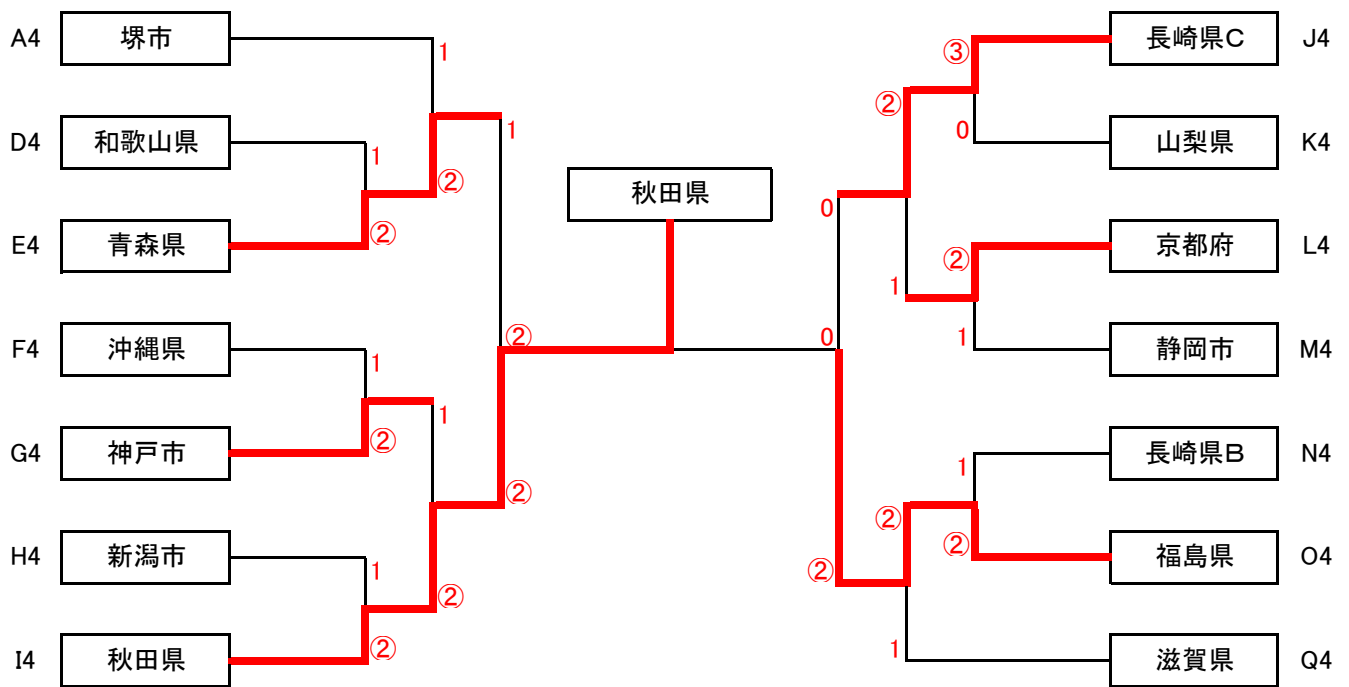 A4 堺市 1 ③ 長崎県C J4
② 
D4 和歌山県 1 1 0 山梨県 K4
② 秋田県 0
E4 青森県 ② ② 京都府 L4
1
F4 沖縄県 1 ② 0 1 静岡市 M4
1
G4 神戸市 ② 1 長崎県B N4
② ②
H4 新潟市 1 ② ② 福島県 O4
②
I4 秋田県 ② 1 滋賀県 Q4